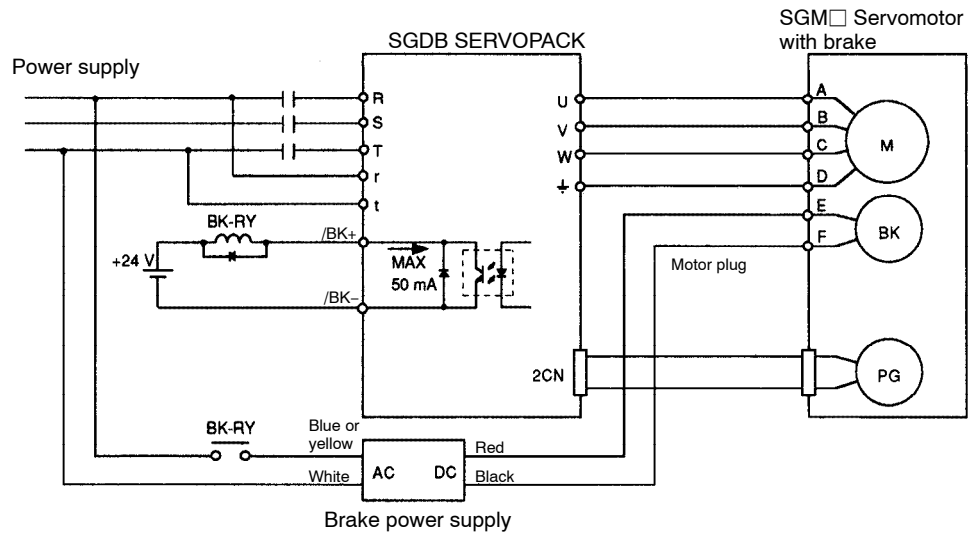 SGM□ Servomotor
with brake
SGDB SERVOPACK
Power supply
R
S
T
r
t
U
V
W
A
B
C
D
E
F
M
BK
PG
BK-RY
+24 V
/BK+
/BK−
MAX
50 mA
Motor plug
2CN
BK-RY
Blue or
yellow
White
AC
DC
Red
Black
Brake power supply